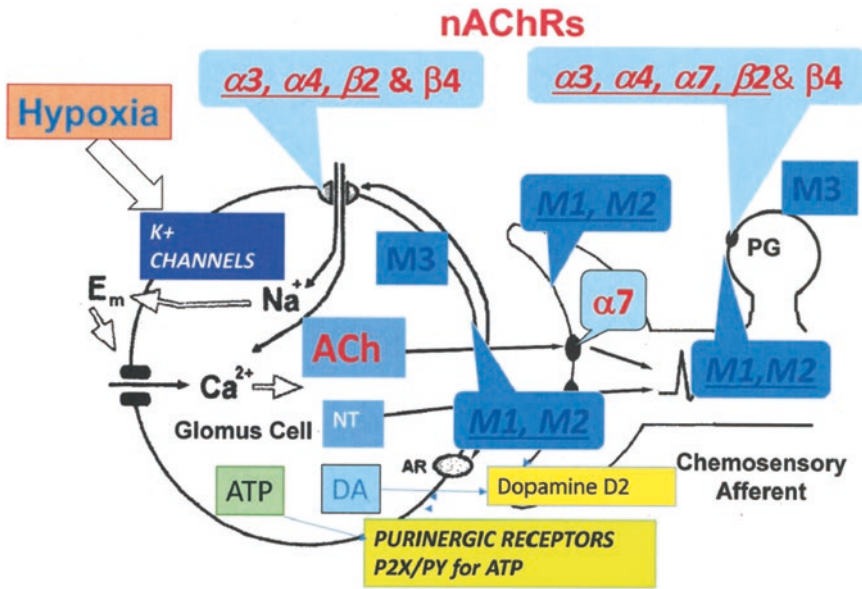 nAChRs
α3, α4, β2 & β4
α3, α4, α7, β2& β4
Hypoxia
K+
CHANNELS
M3
M1, M2
M3
PG
Em
Na+
α7
ACh
M1,M2
Ca2+
Glomus Cell
NT
M1, M2
AR
Chemosensory
Afferent
ATP
DA
Dopamine D2
PURINERGIC RECEPTORS
P2X/PY for ATP